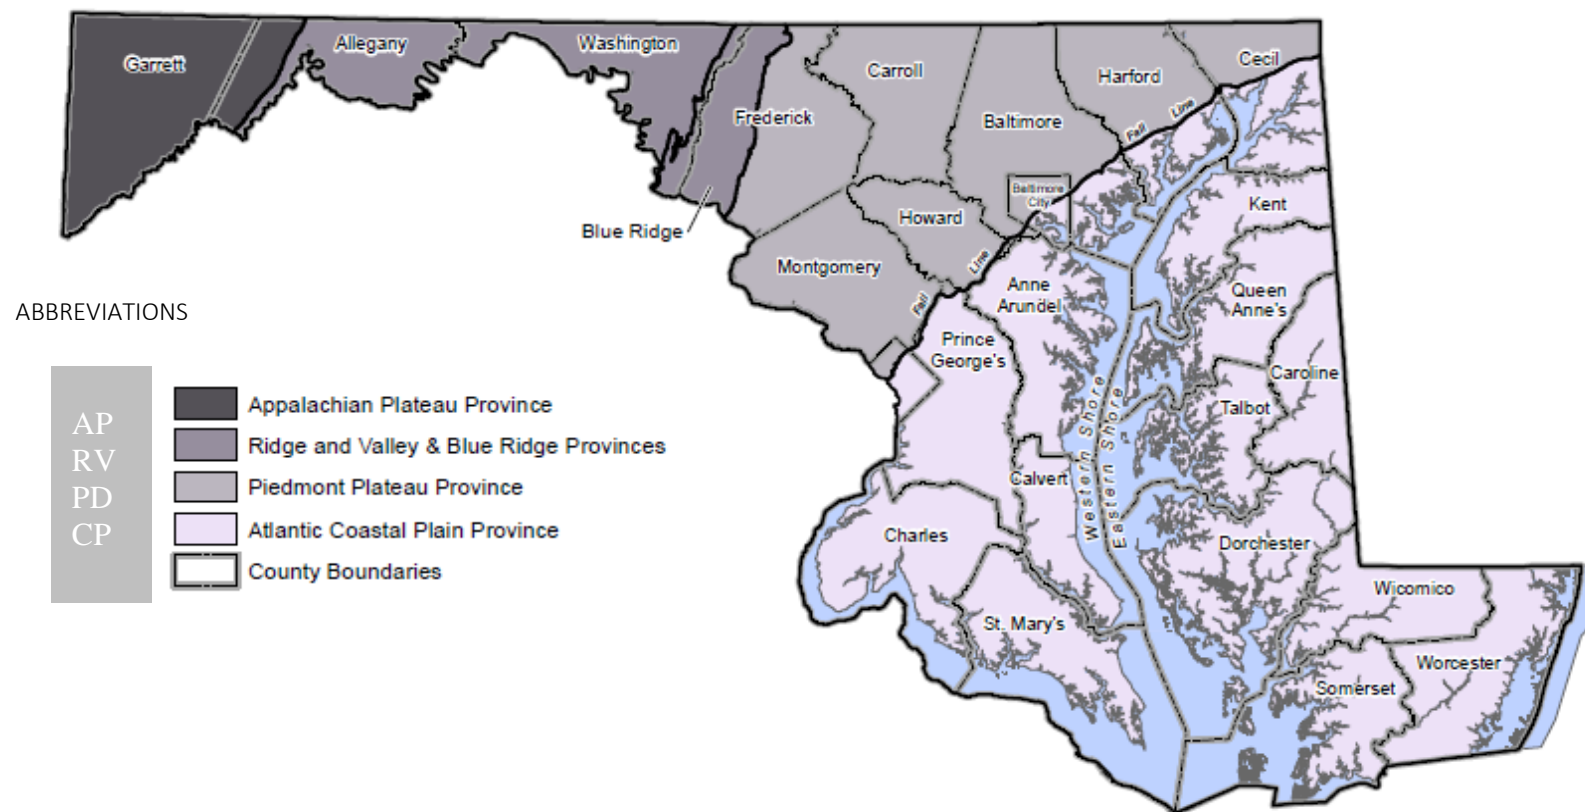 Garrett
Allegany
Washington
Frederick
Carroll
Baltimore
Harford
Cecil
Fall Line
Baltimore
City
Blue Ridge
Howard
Montgomery
Kent
Fall Line
Anne
Arundel
Queen
Anne's
Prince
George's
Caroline
Talbot
Western Shore
Eastern Shore
Calvert
Charles
Dorchester
Wicomico
St. Mary's
Worcester
Somerset
ABBREVIATIONS
AP
Appalachian Plateau Province
RV
Ridge and Valley & Blue Ridge Provinces
PD
Piedmont Plateau Province
CP
Atlantic Coastal Plain Province
County Boundaries